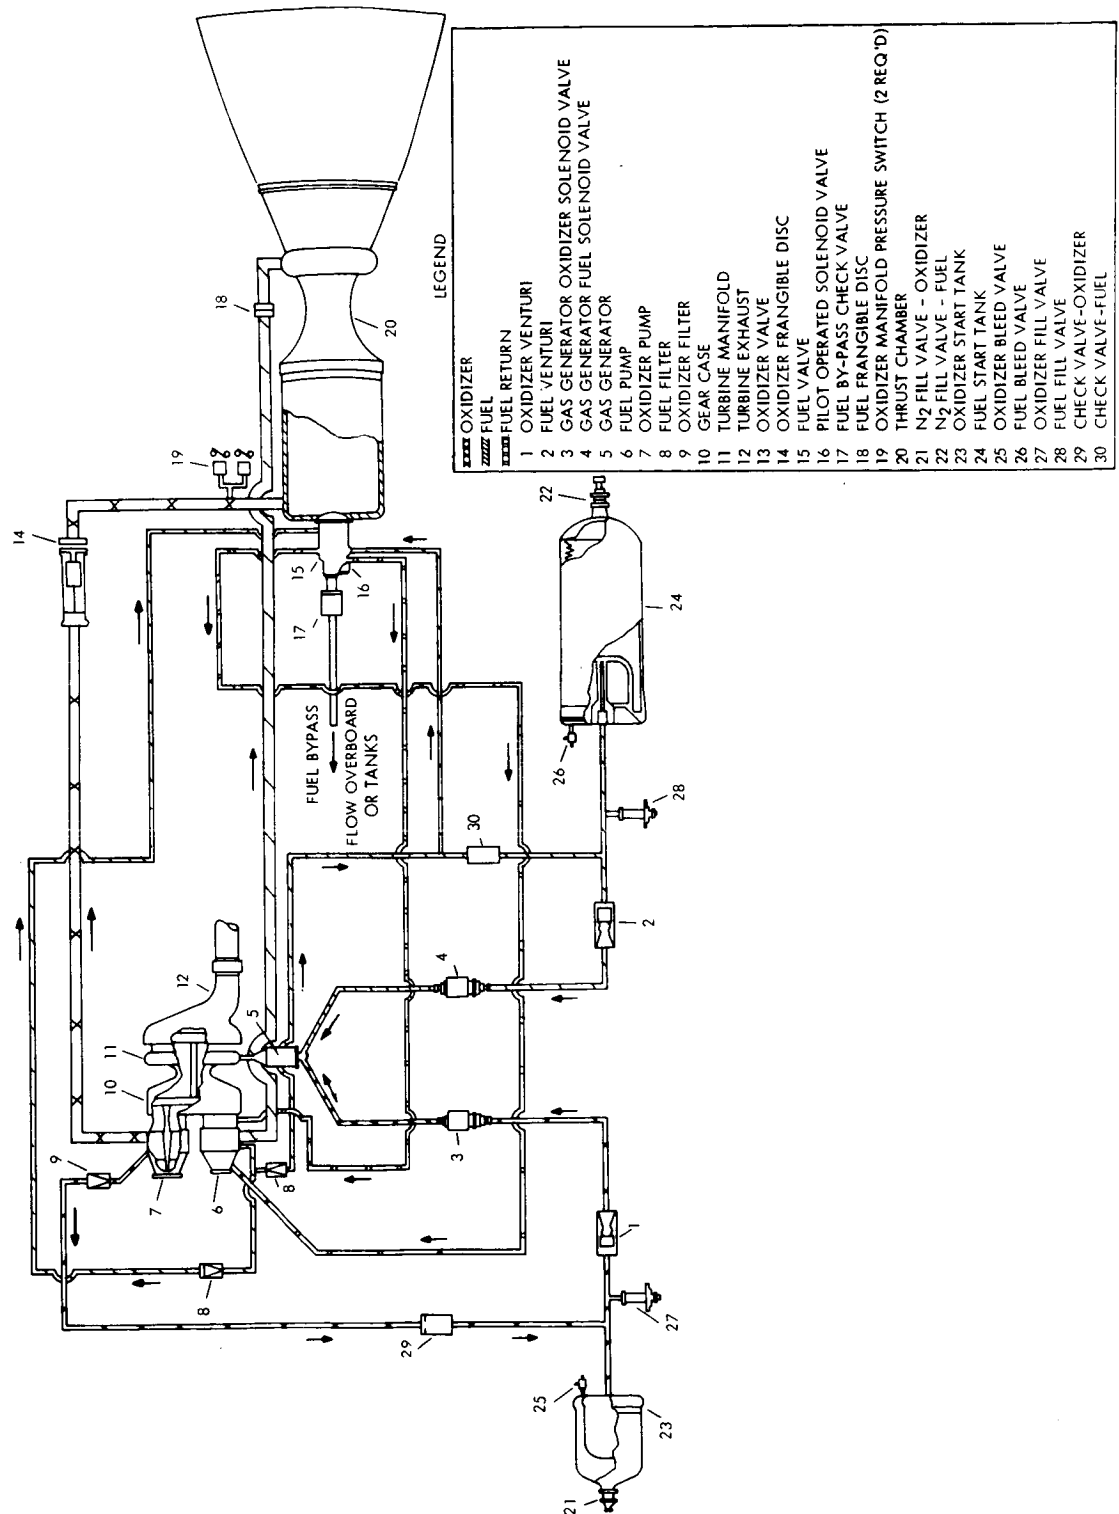 LEGEND
OXIDIZER
FUEL
FUEL RETURN
1 OXIDIZER VENTURI
2 FUEL VENTURI
3 GAS GENERATOR OXIDIZER SOLENOID VALVE
4 GAS GENERATOR FUEL SOLENOID VALVE
5 GAS GENERATOR
6 FUEL PUMP
7 OXIDIZER PUMP
8 FUEL FILTER
9 OXIDIZER FILTER
10 GEAR CASE
11 TURBINE MANIFOLD
12 TURBINE EXHAUST
13 OXIDIZER VALVE
14 OXIDIZER FRANGIBLE DISC
15 FUEL VALVE
16 PILOT OPERATED SOLENOID VALVE
17 FUEL BY-PASS CHECK VALVE
18 FUEL FRANGIBLE DISC
19 OXIDIZER MANIFOLD PRESSURE SWITCH (2 REQ'D)
20 THRUST CHAMBER
21 N2 FILL VALVE - OXIDIZER
22 N2 FILL VALVE - FUEL
23 OXIDIZER START TANK
24 FUEL START TANK
25 OXIDIZER BLEED VALVE
26 FUEL BLEED VALVE
27 OXIDIZER FILL VALVE
28 FUEL FILL VALVE
29 CHECK VALVE-OXIDIZER
30 CHECK VALVE-FUEL
FUEL BYPASS
FLOW OVERBOARD
OR TANKS
14
19
18
20
15
16
17
9
10
11
12
7
6
5
8
8
4
3
30
2
1
29
27
25
23
21
26
28
24
22